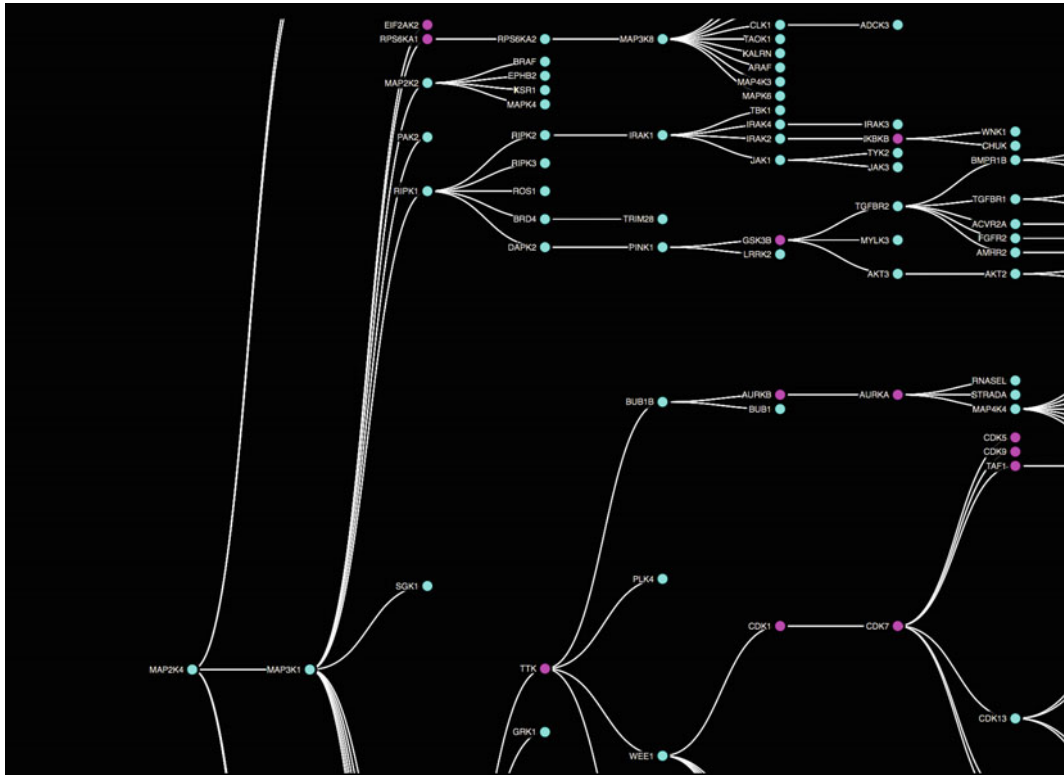 EIF2AK2
RPS6KA1
RPS6KA2
MAP3K8
CLK1
ADCK3
TAOK1
KALRN
ARAF
MAP4K3
MAPK6
TBK1
MAP2K2
BRAF
EPHB2
KSR1
MAPK4
PAK2
RIPK2
IRAK1
IRAK4
IRAK3
IRAK2
IKBKB
WNK1
CHUK
JAK1
TYK2
JAK3
BMPR1B
RIPK1
RIPK3
ROS1
BRD4
TRIM28
DAPK2
PINK1
GSK3B
LRRK2
TGFBR2
MYLK3
AKT3
TGFBR1
ACVR2A
FGFR2
AMHR2
AKT2
BUB1B
AURKB
BUB1
AURKA
RNASEL
STRADA
MAP4K4
CDK5
CDK9
TAF1
SGK1
PLK4
CDK1
CDK7
MAP2K4
MAP3K1
TTK
GRK1
WEE1
CDK13